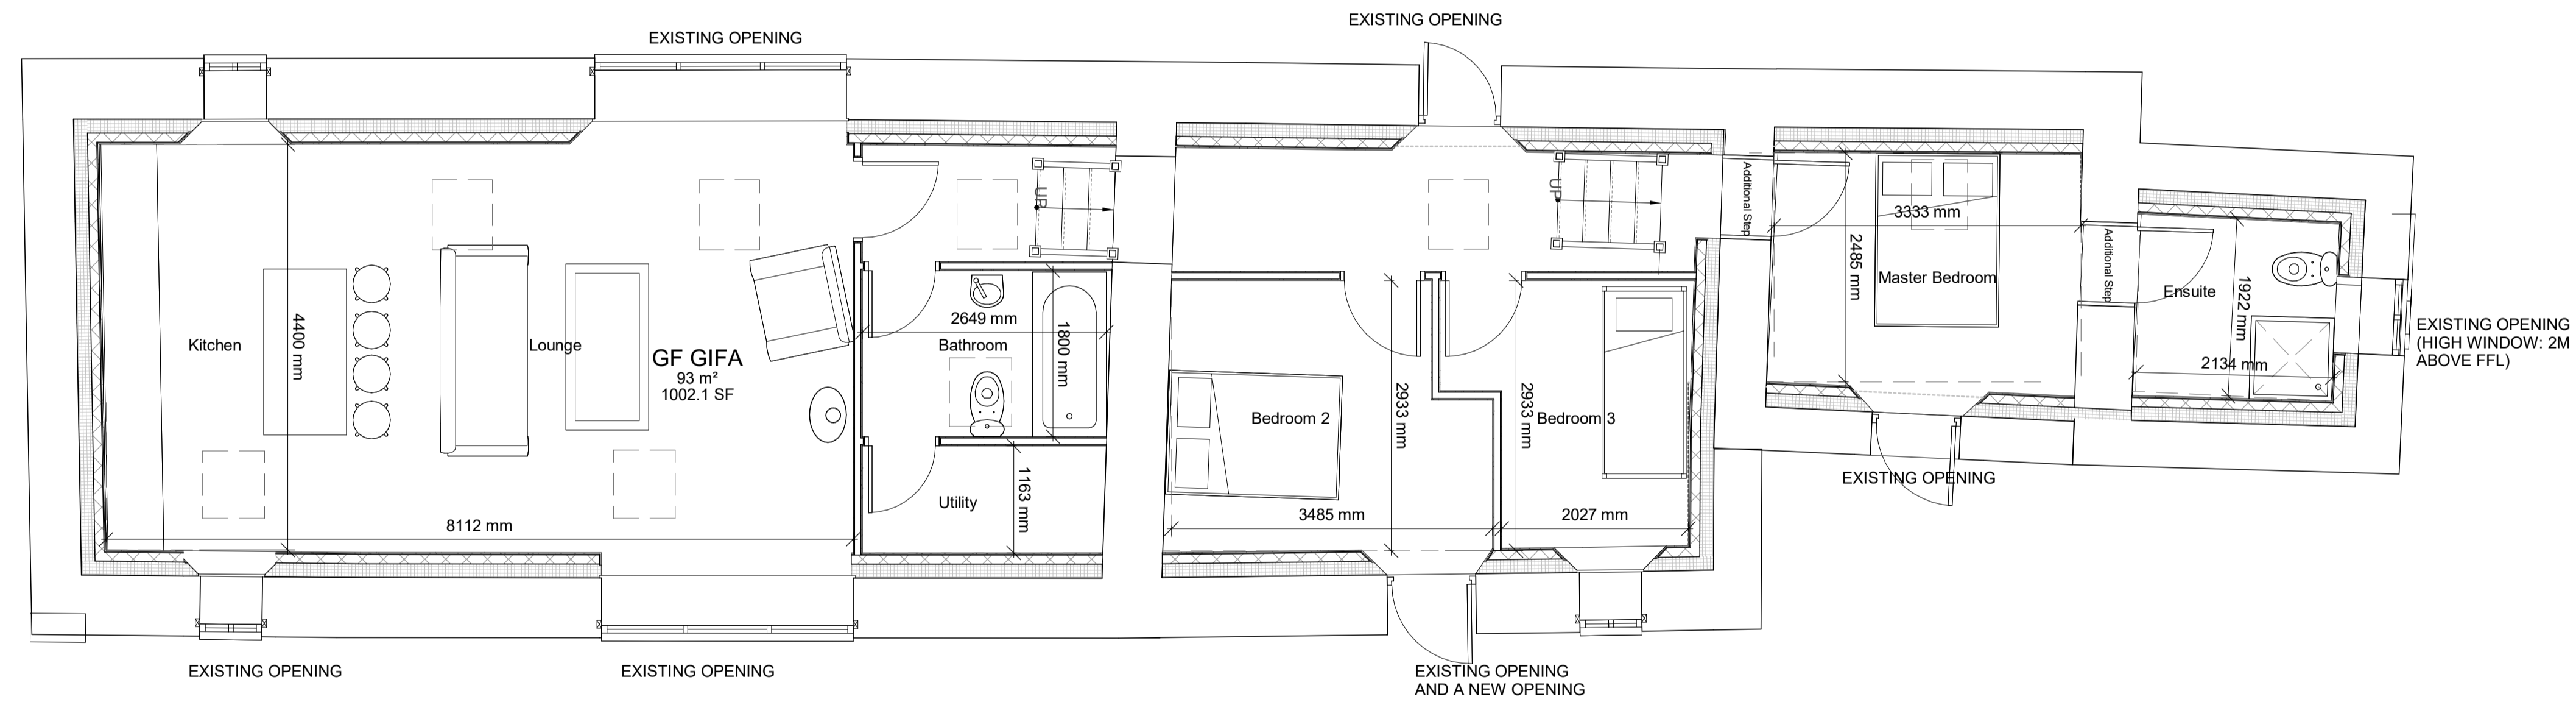 EXISTING OPENING
EXISTING OPENING
UP
UP
Additional Step
3333 mm
2485 mm
Master Bedroom
Additional Step
Ensuite
1922 mm
2134 mm
EXISTING OPENING
(HIGH WINDOW: 2M
ABOVE FFL)
Kitchen
4400 mm
Lounge
GF GIFA
93 m²
1002.1 SF
2649 mm
Bathroom
1800 mm
Bedroom 2
2933 mm
2933 mm
Bedroom 3
EXISTING OPENING
Utility
1163 mm
8112 mm
3485 mm
2027 mm
EXISTING OPENING
EXISTING OPENING
EXISTING OPENING
AND A NEW OPENING